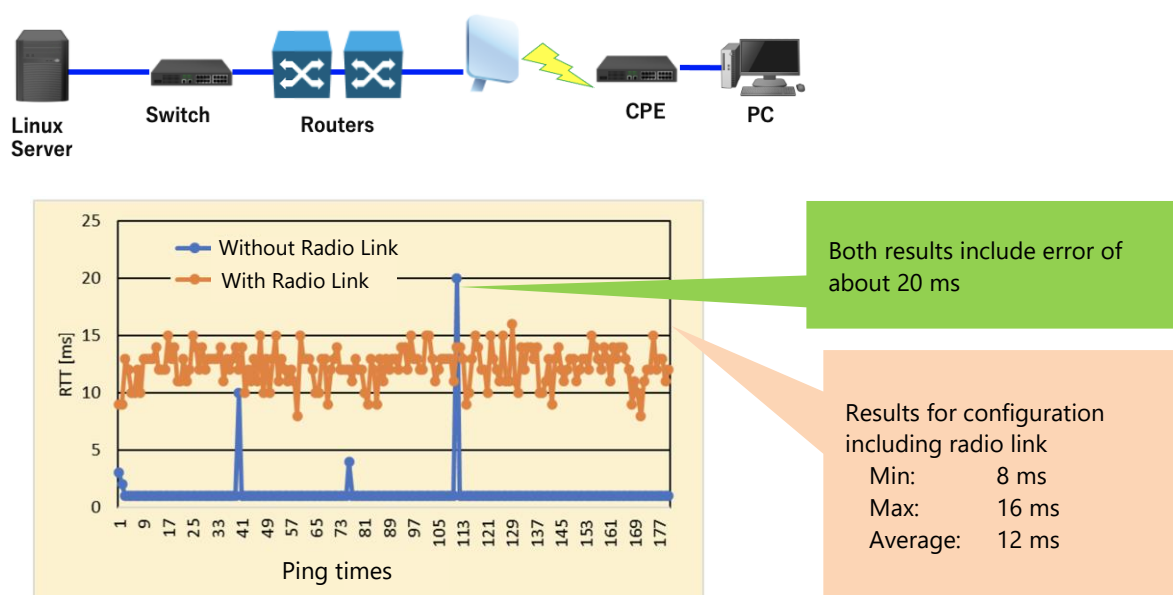 Linux
Server
Switch
Routers
CPE
PC
25
20
15
10
5
0
RTT [ms]
Without Radio Link
With Radio Link
1
9
17
25
33
41
49
57
65
73
81
89
97
105
113
121
129
137
145
153
161
169
177
Ping times
Both results include error of
about 20 ms
Results for configuration
including radio link
Min: 8 ms
Max: 16 ms
Average: 12 ms